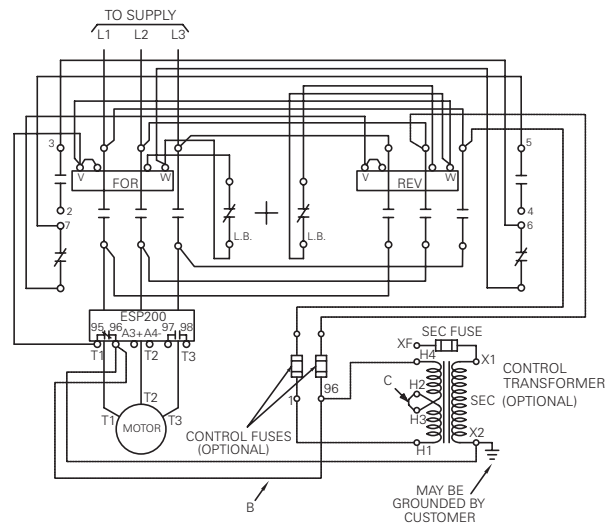 TO SUPPLY
L1 L2 L3
3
5
V W
FOR
V W
REV
2
7
4
6
L.B.
L.B.
ESP200
95 96 A3+ A4- 97 98
T1 T2 T3
T1 T2 T3
MOTOR
1
96
CONTROL FUSES
(OPTIONAL)
B
C
SEC FUSE
XF
H4
X1
H2
H3
H1
SEC
X2
CONTROL
TRANSFORMER
(OPTIONAL)
MAY BE
GROUNDED BY
CUSTOMER